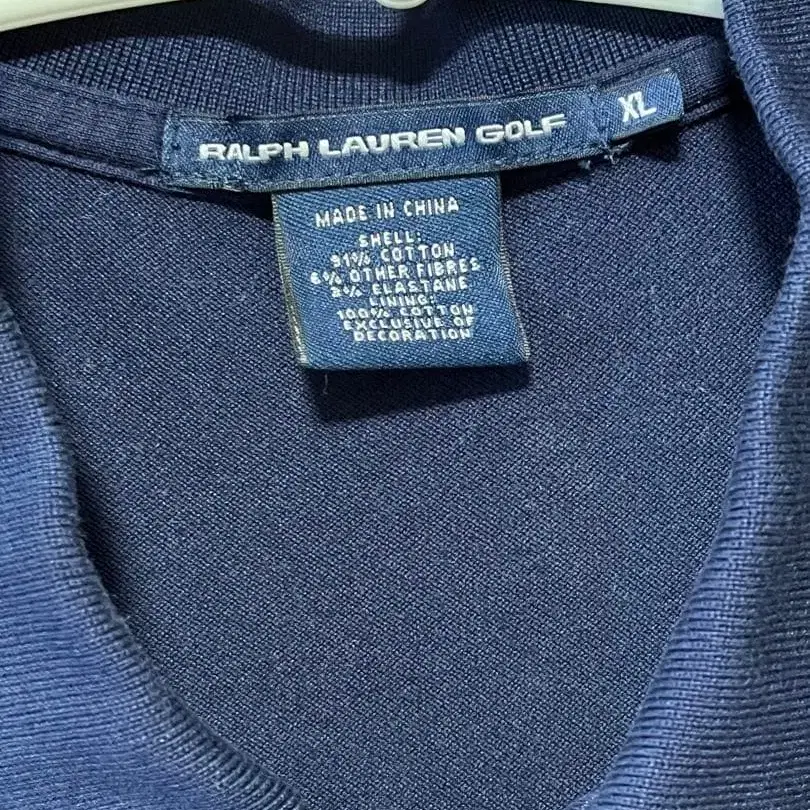 RALPH LAUREN GOLF
XL
MADE IN CHINA
SHELL:
91% COTTON
6% OTHER FIBRES
3% ELASTANE
LINING:
100% COTTON
EXCLUSIVE OF
DECORATION